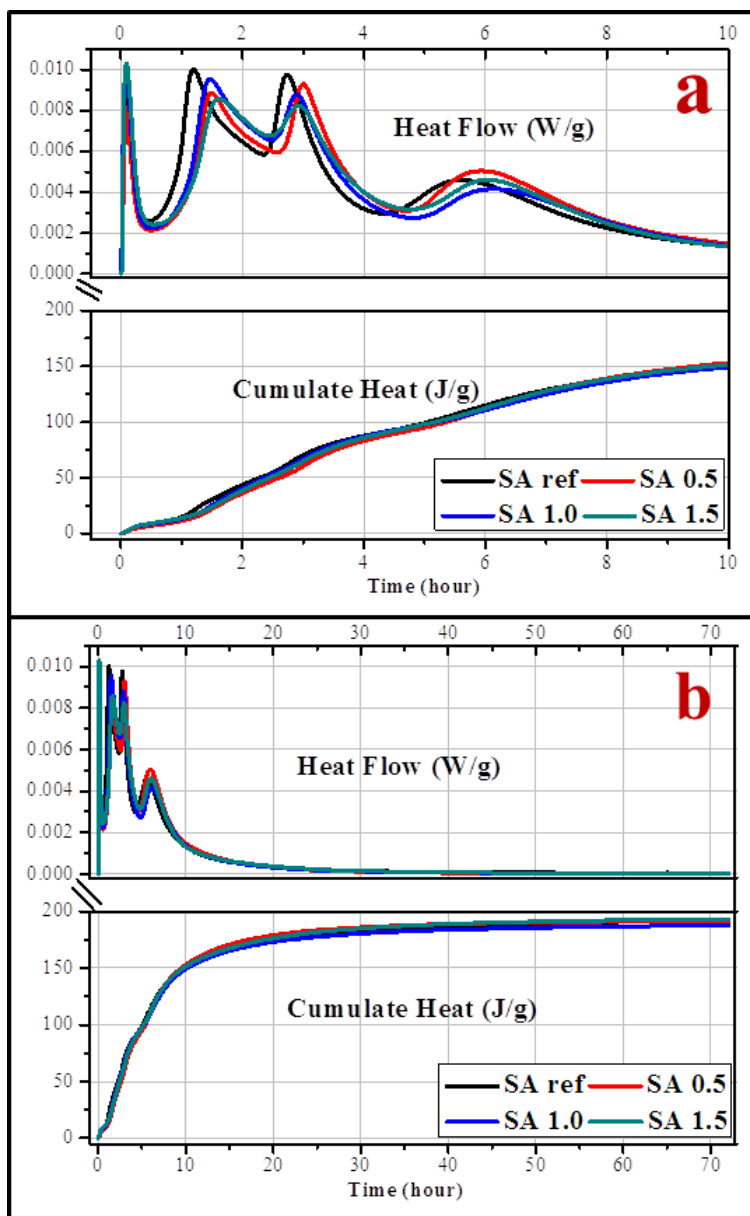 0 2 4 6 8 10
a
0.010
Heat Flow (W/g)
0.008
0.006
0.004
0.002
0.000
200
150
Cumulate Heat (J/g)
100
50
SA ref SA 0.5
SA 1.0 SA 1.5
0
0 2 4 6 8 10
Time (hour)
0 10 20 30 40 50 60 70
b
0.010
0.008
0.006
Heat Flow (W/g)
0.004
0.002
0.000
200
150
Cumulate Heat (J/g)
100
50
SA ref SA 0.5
SA 1.0 SA 1.5
0
0 10 20 30 40 50 60 70
Time (hour)